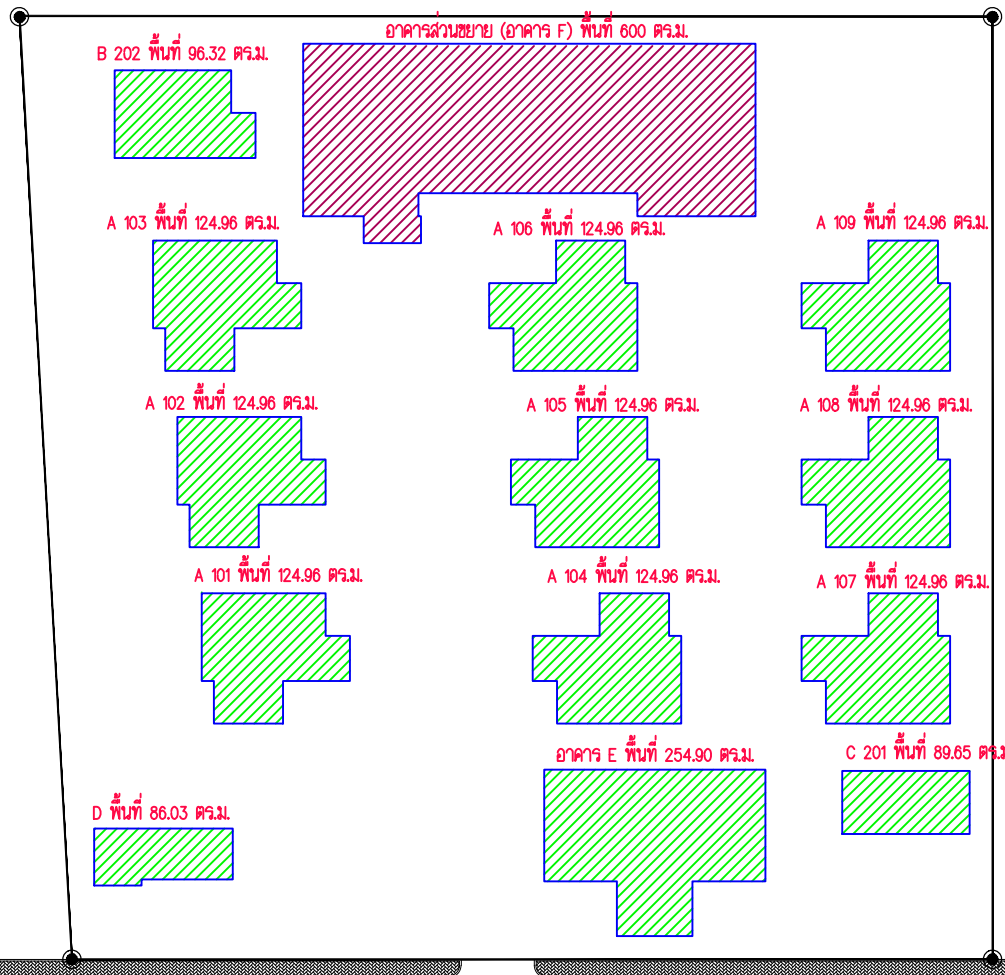 อาคารส่วนขยาย (อาคาร F) พื้นที่ 600 ตร.ม.
B 202 พื้นที่ 96.32 ตร.ม.
A 103 พื้นที่ 124.96 ตร.ม.
A 106 พื้นที่ 124.96 ตร.ม.
A 109 พื้นที่ 124.96 ตร.ม.
A 102 พื้นที่ 124.96 ตร.ม.
A 105 พื้นที่ 124.96 ตร.ม.
A 108 พื้นที่ 124.96 ตร.ม.
A 101 พื้นที่ 124.96 ตร.ม.
A 104 พื้นที่ 124.96 ตร.ม.
A 107 พื้นที่ 124.96 ตร.ม.
อาคาร E พื้นที่ 254.90 ตร.ม.
C 201 พื้นที่ 89.65 ตร.ม
D พื้นที่ 86.03 ตร.ม.